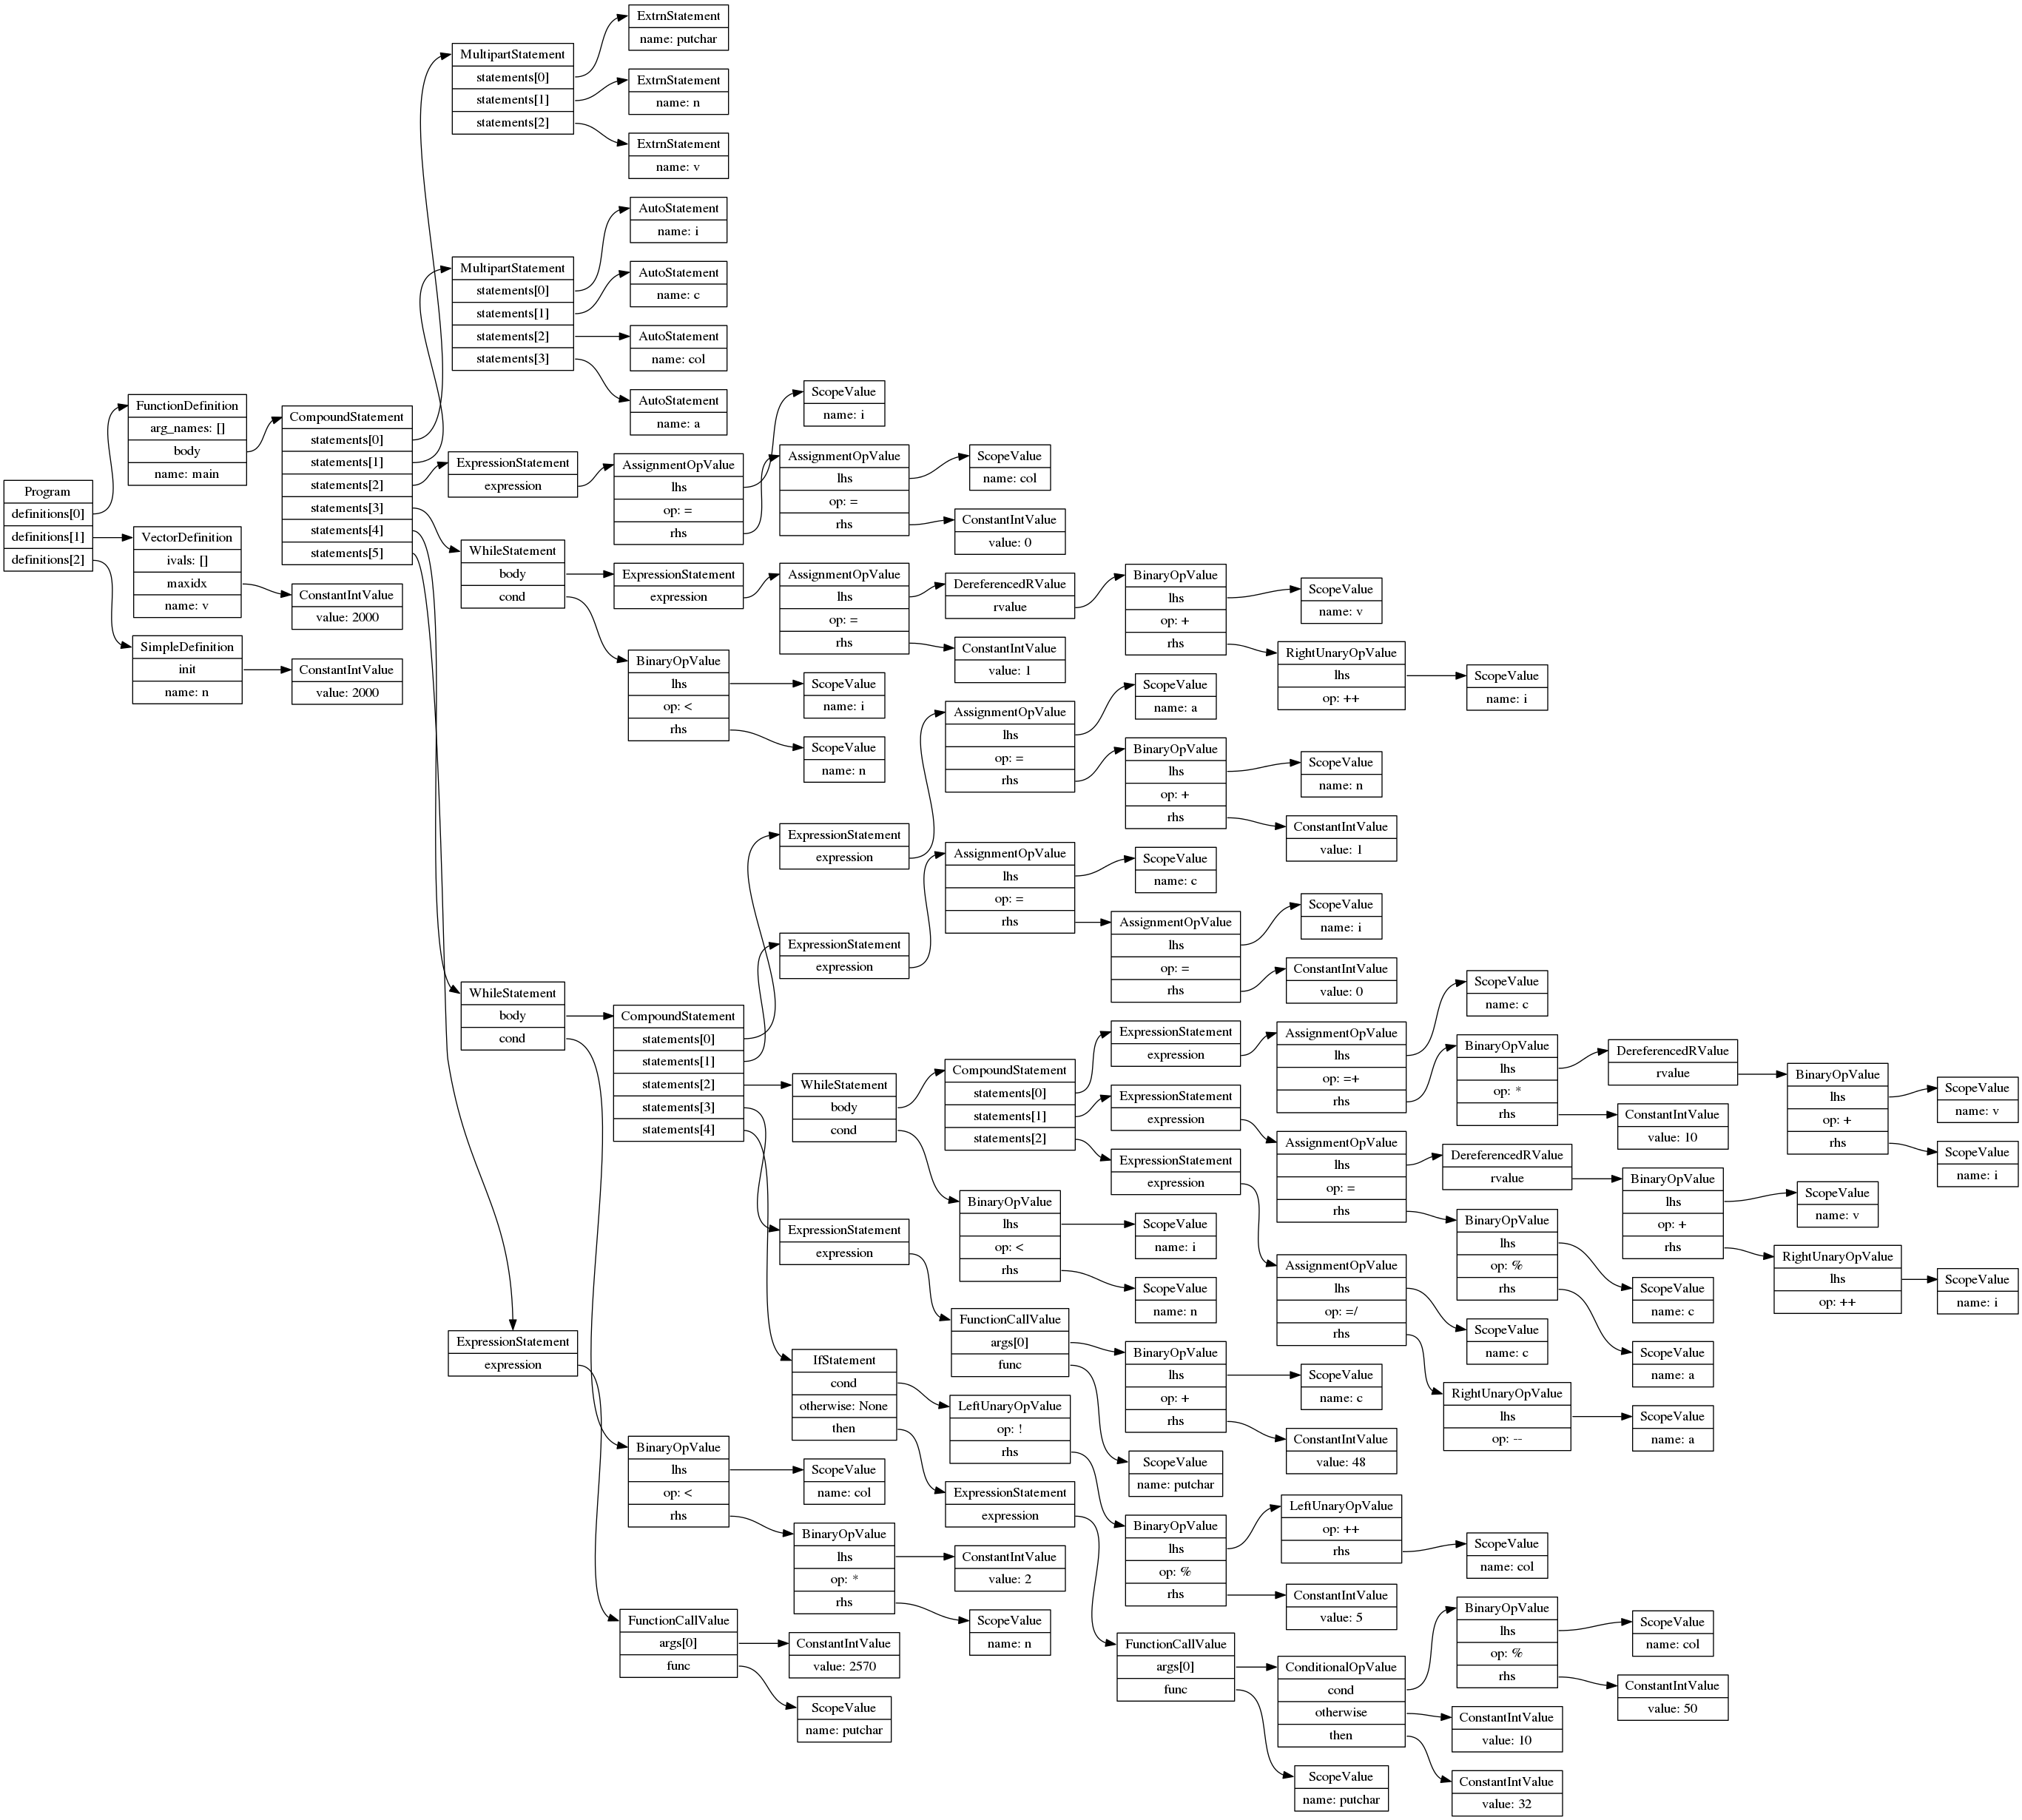 Program
definitions[0]
definitions[1]
definitions[2]
FunctionDefinition
arg_names: []
body
name: main
VectorDefinition
ivals: []
maxidx
name: v
SimpleDefinition
init
name: n
ConstantIntValue
value: 2000
ConstantIntValue
value: 2000
CompoundStatement
statements[0]
statements[1]
statements[2]
statements[3]
statements[4]
statements[5]
MultipartStatement
statements[0]
statements[1]
statements[2]
ExtrnStatement
name: putchar
ExtrnStatement
name: n
ExtrnStatement
name: v
MultipartStatement
statements[0]
statements[1]
statements[2]
statements[3]
AutoStatement
name: i
AutoStatement
name: c
AutoStatement
name: col
AutoStatement
name: a
ExpressionStatement
expression
AssignmentOpValue
lhs
op: =
rhs
ScopeValue
name: i
AssignmentOpValue
lhs
op: =
rhs
ScopeValue
name: col
ConstantIntValue
value: 0
WhileStatement
body
cond
ExpressionStatement
expression
AssignmentOpValue
lhs
op: =
rhs
DereferencedRValue
rvalue
ConstantIntValue
value: 1
BinaryOpValue
lhs
op: +
rhs
ScopeValue
name: v
RightUnaryOpValue
lhs
op: ++
ScopeValue
name: i
BinaryOpValue
lhs
op: <
rhs
ScopeValue
name: i
ScopeValue
name: n
WhileStatement
body
cond
CompoundStatement
statements[0]
statements[1]
statements[2]
statements[3]
statements[4]
ExpressionStatement
expression
AssignmentOpValue
lhs
op: =
rhs
ScopeValue
name: a
BinaryOpValue
lhs
op: +
rhs
ScopeValue
name: n
ConstantIntValue
value: 1
ExpressionStatement
expression
AssignmentOpValue
lhs
op: =
rhs
ScopeValue
name: c
AssignmentOpValue
lhs
op: =
rhs
ScopeValue
name: i
ConstantIntValue
value: 0
WhileStatement
body
cond
CompoundStatement
statements[0]
statements[1]
statements[2]
ExpressionStatement
expression
AssignmentOpValue
lhs
op: =+
rhs
ScopeValue
name: c
BinaryOpValue
lhs
op: *
rhs
DereferencedRValue
rvalue
ConstantIntValue
value: 10
BinaryOpValue
lhs
op: +
rhs
ScopeValue
name: v
ScopeValue
name: i
ExpressionStatement
expression
AssignmentOpValue
lhs
op: =
rhs
DereferencedRValue
rvalue
BinaryOpValue
lhs
op: +
rhs
ScopeValue
name: v
RightUnaryOpValue
lhs
op: ++
ScopeValue
name: i
BinaryOpValue
lhs
op: %
rhs
ScopeValue
name: c
ScopeValue
name: a
ExpressionStatement
expression
AssignmentOpValue
lhs
op: =/
rhs
ScopeValue
name: c
RightUnaryOpValue
lhs
op: --
ScopeValue
name: a
BinaryOpValue
lhs
op: <
rhs
ScopeValue
name: i
ScopeValue
name: n
ExpressionStatement
expression
FunctionCallValue
args[0]
func
BinaryOpValue
lhs
op: +
rhs
ScopeValue
name: c
ConstantIntValue
value: 48
ScopeValue
name: putchar
IfStatement
cond
otherwise: None
then
LeftUnaryOpValue
op: !
rhs
BinaryOpValue
lhs
op: %
rhs
LeftUnaryOpValue
op: ++
rhs
ScopeValue
name: col
ConstantIntValue
value: 5
ExpressionStatement
expression
FunctionCallValue
args[0]
func
ConditionalOpValue
cond
otherwise
then
BinaryOpValue
lhs
op: %
rhs
ScopeValue
name: col
ConstantIntValue
value: 50
ConstantIntValue
value: 10
ConstantIntValue
value: 32
ScopeValue
name: putchar
BinaryOpValue
lhs
op: <
rhs
ScopeValue
name: col
BinaryOpValue
lhs
op: *
rhs
ConstantIntValue
value: 2
ScopeValue
name: n
ExpressionStatement
expression
FunctionCallValue
args[0]
func
ConstantIntValue
value: 2570
ScopeValue
name: putchar